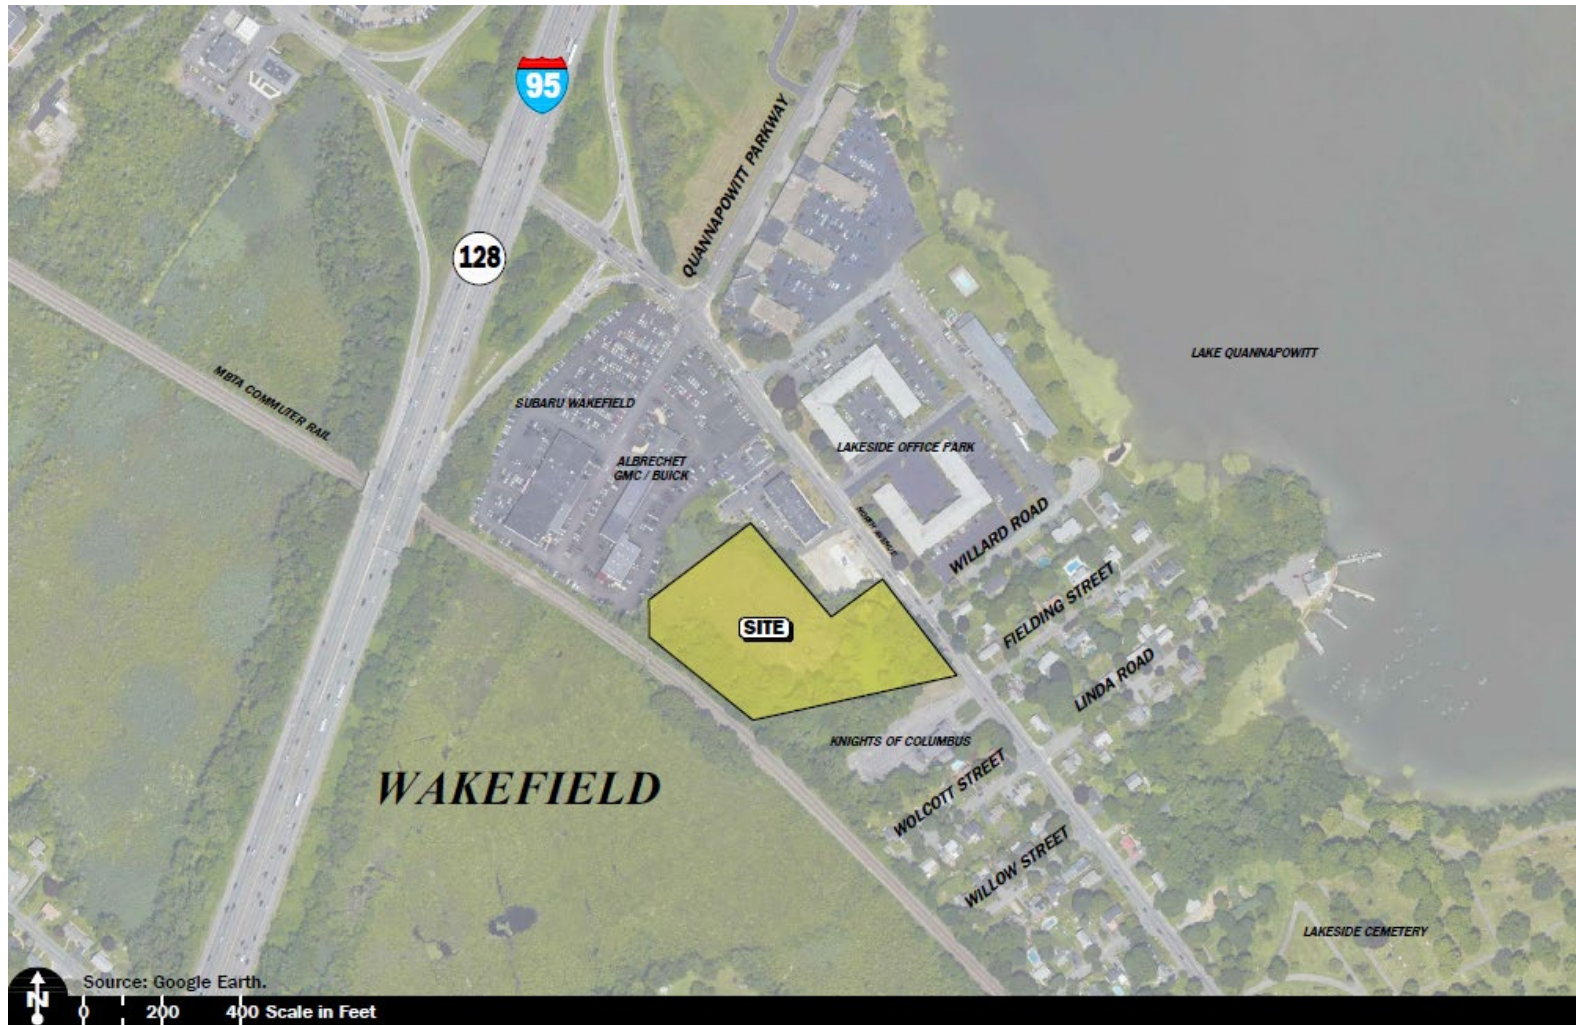 95
QUANNAPOWITT PARKWAY
128
LAKE QUANNAPOWITT
MBTA COMMUTER RAIL
SUBARU WAKEFIELD
LAKESIDE OFFICE PARK
ALBRECHET
GMC / BUICK
NORTH AVENUE
WILLARD ROAD
FIELDING STREET
SITE
LINDA ROAD
KNIGHTS OF COLUMBUS
WAKEFIELD
WOLCOTT STREET
WILLOW STREET
LAKESIDE CEMETERY
Source: Google Earth.
N
0 200 400 Scale in Feet